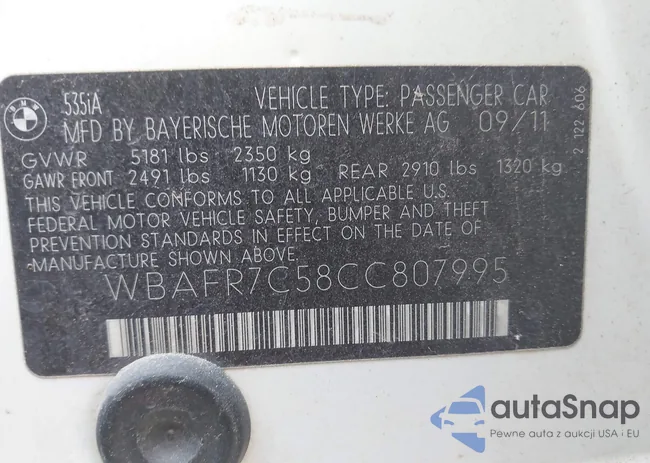 BMW
535iA VEHICLE TYPE: PASSENGER CAR
MFD BY BAYERISCHE MOTOREN WERKE AG 09/11
GVWR 5181 lbs 2350 kg
GAWR FRONT 2491 lbs 1130 kg REAR 2910 lbs 1320 kg
THIS VEHICLE CONFORMS TO ALL APPLICABLE U.S.
FEDERAL MOTOR VEHICLE SAFETY, BUMPER AND THEFT
PREVENTION STANDARDS IN EFFECT ON THE DATE OF
MANUFACTURE SHOWN ABOVE.
WBAFR7C58CC807995
2 122 606
autaSnap
Pewne auta z aukcji USA i EU